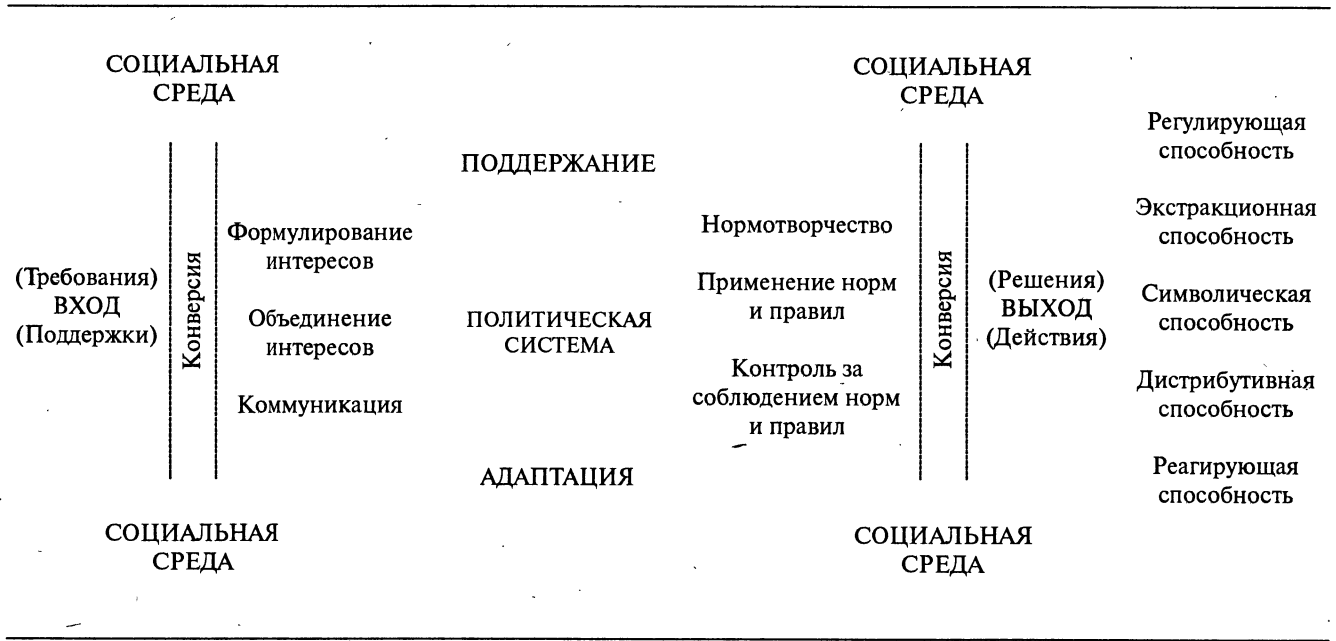 СОЦИАЛЬНАЯ
СРЕДА
(Требования)
ВХОД
(Поддержки)
Конверсия
Формулирование
интересов
Объединение
интересов
Коммуникация
СОЦИАЛЬНАЯ
СРЕДА
ПОДДЕРЖАНИЕ
ПОЛИТИЧЕСКАЯ
СИСТЕМА
АДАПТАЦИЯ
СОЦИАЛЬНАЯ
СРЕДА
Нормотворчество
Применение норм
и правил
Контроль за
соблюдением норм
и правил
Конверсия
(Решения)
ВЫХОД
(Действия)
СОЦИАЛЬНАЯ
СРЕДА
Регулирующая
способность
Экстракционная
способность
Символическая
способность
Дистрибутивная
способность
Реагирующая
способность